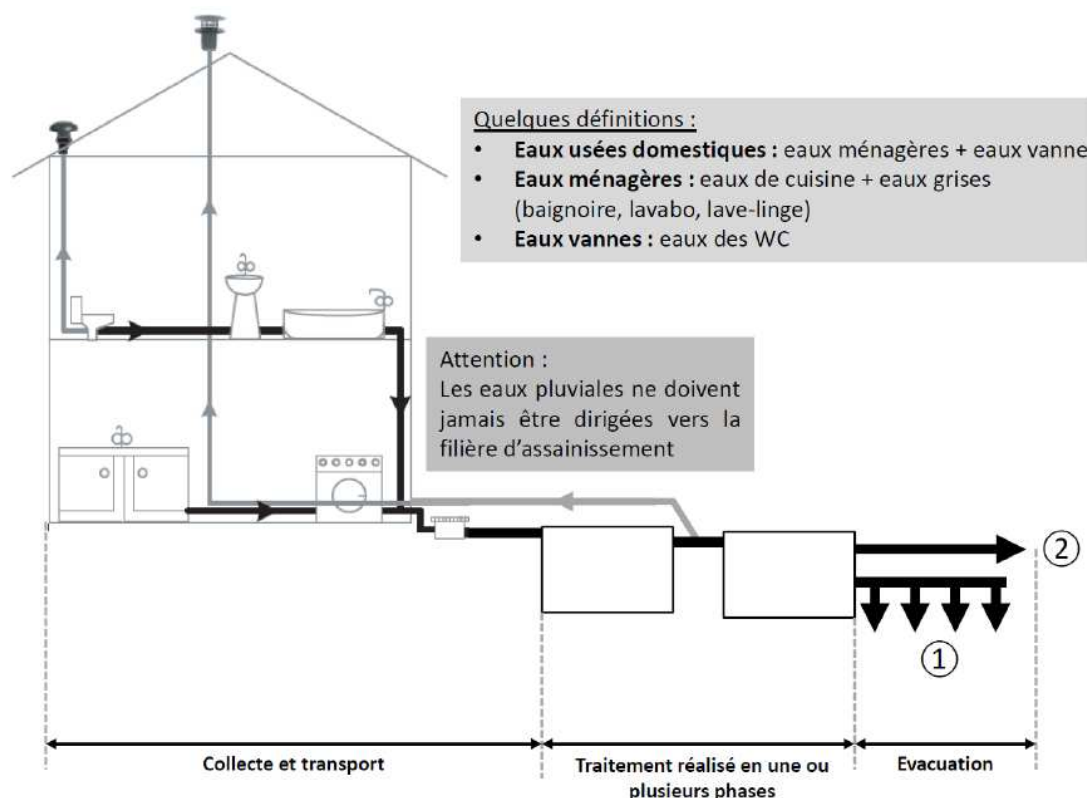 Quelques définitions :
• Eaux usées domestiques : eaux ménagères + eaux vanne
• Eaux ménagères : eaux de cuisine + eaux grises
(baignoire, lavabo, lave-linge)
• Eaux vannes : eaux des WC
Attention :
Les eaux pluviales ne doivent
jamais être dirigées vers la
filière d’assainissement
②
①
Collecte et transport
Traitement réalisé en une ou
plusieurs phases
Evacuation